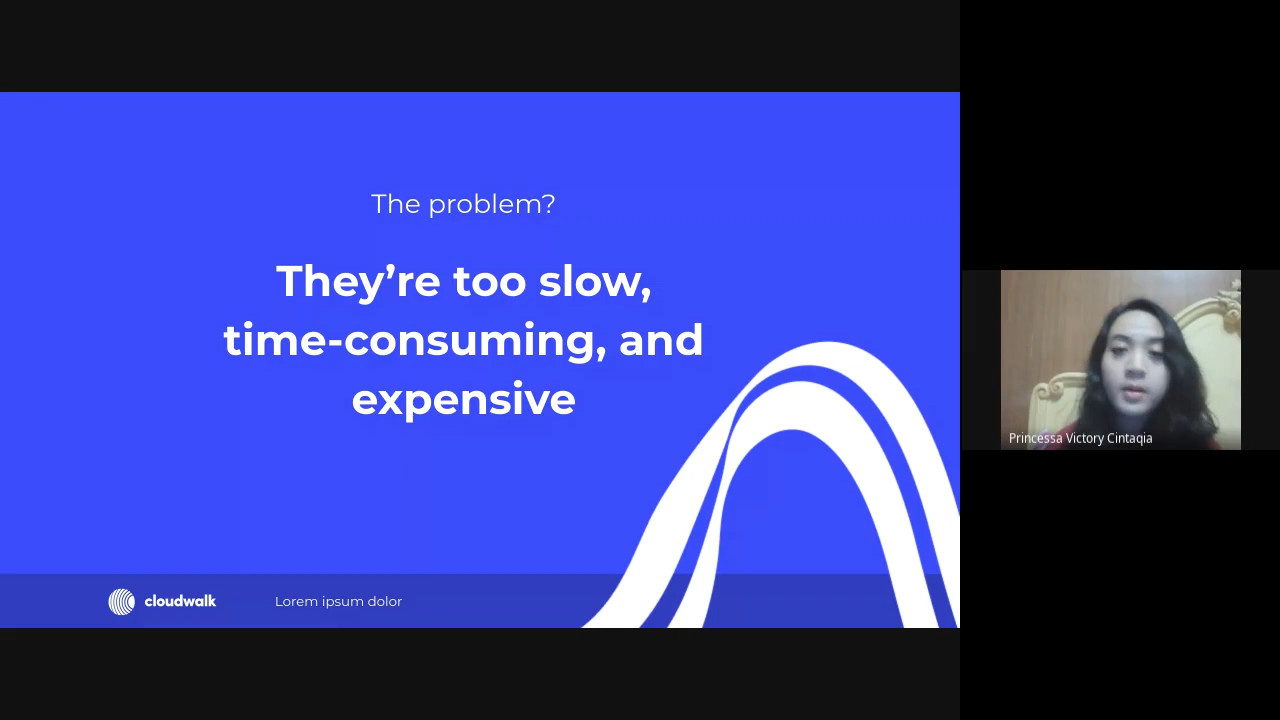 The problem?
They’re too slow,
time-consuming, and
expensive
cloudwalk
Lorem ipsum dolor
Princessa Victory Cintaqia